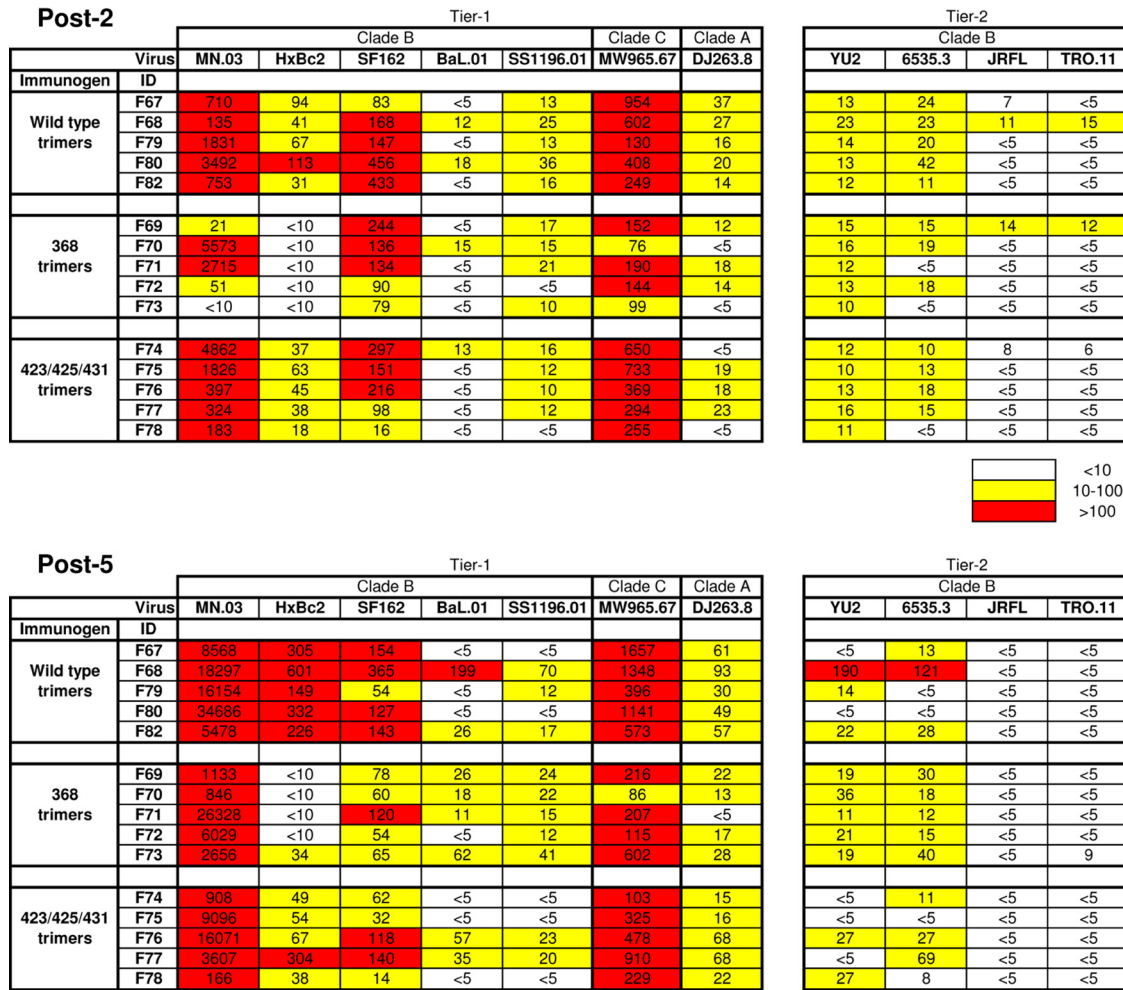 Post-2
Tier-1 Tier-2
Clade B Clade C Clade A Clade B
Virus MN.03 HxBc2 SF162 BaL.01 SS1196.01 MW965.67 DJ263.8 YU2 6535.3 JRFL TRO.11
Immunogen ID
F67 710 94 83 <5 13 954 37 13 24 7 <5
Wild type F68 135 41 168 12 25 602 27 23 23 11 15
trimers F79 1831 67 147 <5 13 130 16 14 20 <5 <5
F80 3492 113 456 18 36 408 20 13 42 <5 <5
F82 753 31 433 <5 16 249 14 12 11 <5 <5
F69 21 <10 244 <5 17 152 12 15 15 14 12
368 F70 5573 <10 136 15 15 76 <5 16 19 <5 <5
trimers F71 2715 <10 134 <5 21 190 18 12 <5 <5 <5
F72 51 <10 90 <5 <5 144 14 13 18 <5 <5
F73 <10 <10 79 <5 10 99 <5 10 <5 <5 <5
F74 4862 37 297 13 16 650 <5 12 10 8 6
423/425/431 F75 1826 63 151 <5 12 733 19 10 13 <5 <5
trimers F76 397 45 216 <5 10 369 18 13 18 <5 <5
F77 324 38 98 <5 12 294 23 16 15 <5 <5
F78 183 18 16 <5 <5 255 <5 11 <5 <5 <5
<10
10-100
>100
Post-5
Tier-1 Tier-2
Clade B Clade C Clade A Clade B
Virus MN.03 HxBc2 SF162 BaL.01 SS1196.01 MW965.67 DJ263.8 YU2 6535.3 JRFL TRO.11
Immunogen ID
F67 8568 305 154 <5 <5 1657 61 <5 13 <5 <5
Wild type F68 18297 601 365 199 70 1348 93 190 121 <5 <5
trimers F79 16154 149 54 <5 12 396 30 14 <5 <5 <5
F80 34686 332 127 <5 <5 1141 49 <5 <5 <5 <5
F82 5478 226 143 26 17 573 57 22 28 <5 <5
F69 1133 <10 78 26 24 216 22 19 30 <5 <5
368 F70 846 <10 60 18 22 86 13 36 18 <5 <5
trimers F71 26328 <10 120 11 15 207 <5 11 12 <5 <5
F72 6029 <10 54 <5 12 115 17 21 15 <5 <5
F73 2656 34 65 62 41 602 28 19 40 <5 9
F74 908 49 62 <5 <5 103 15 <5 11 <5 <5
423/425/431 F75 9096 54 32 <5 <5 325 16 <5 <5 <5 <5
trimers F76 16071 67 118 57 23 478 68 27 27 <5 <5
F77 3607 304 140 35 20 910 68 <5 69 <5 <5
F78 166 38 14 <5 <5 229 22 27 8 <5 <5